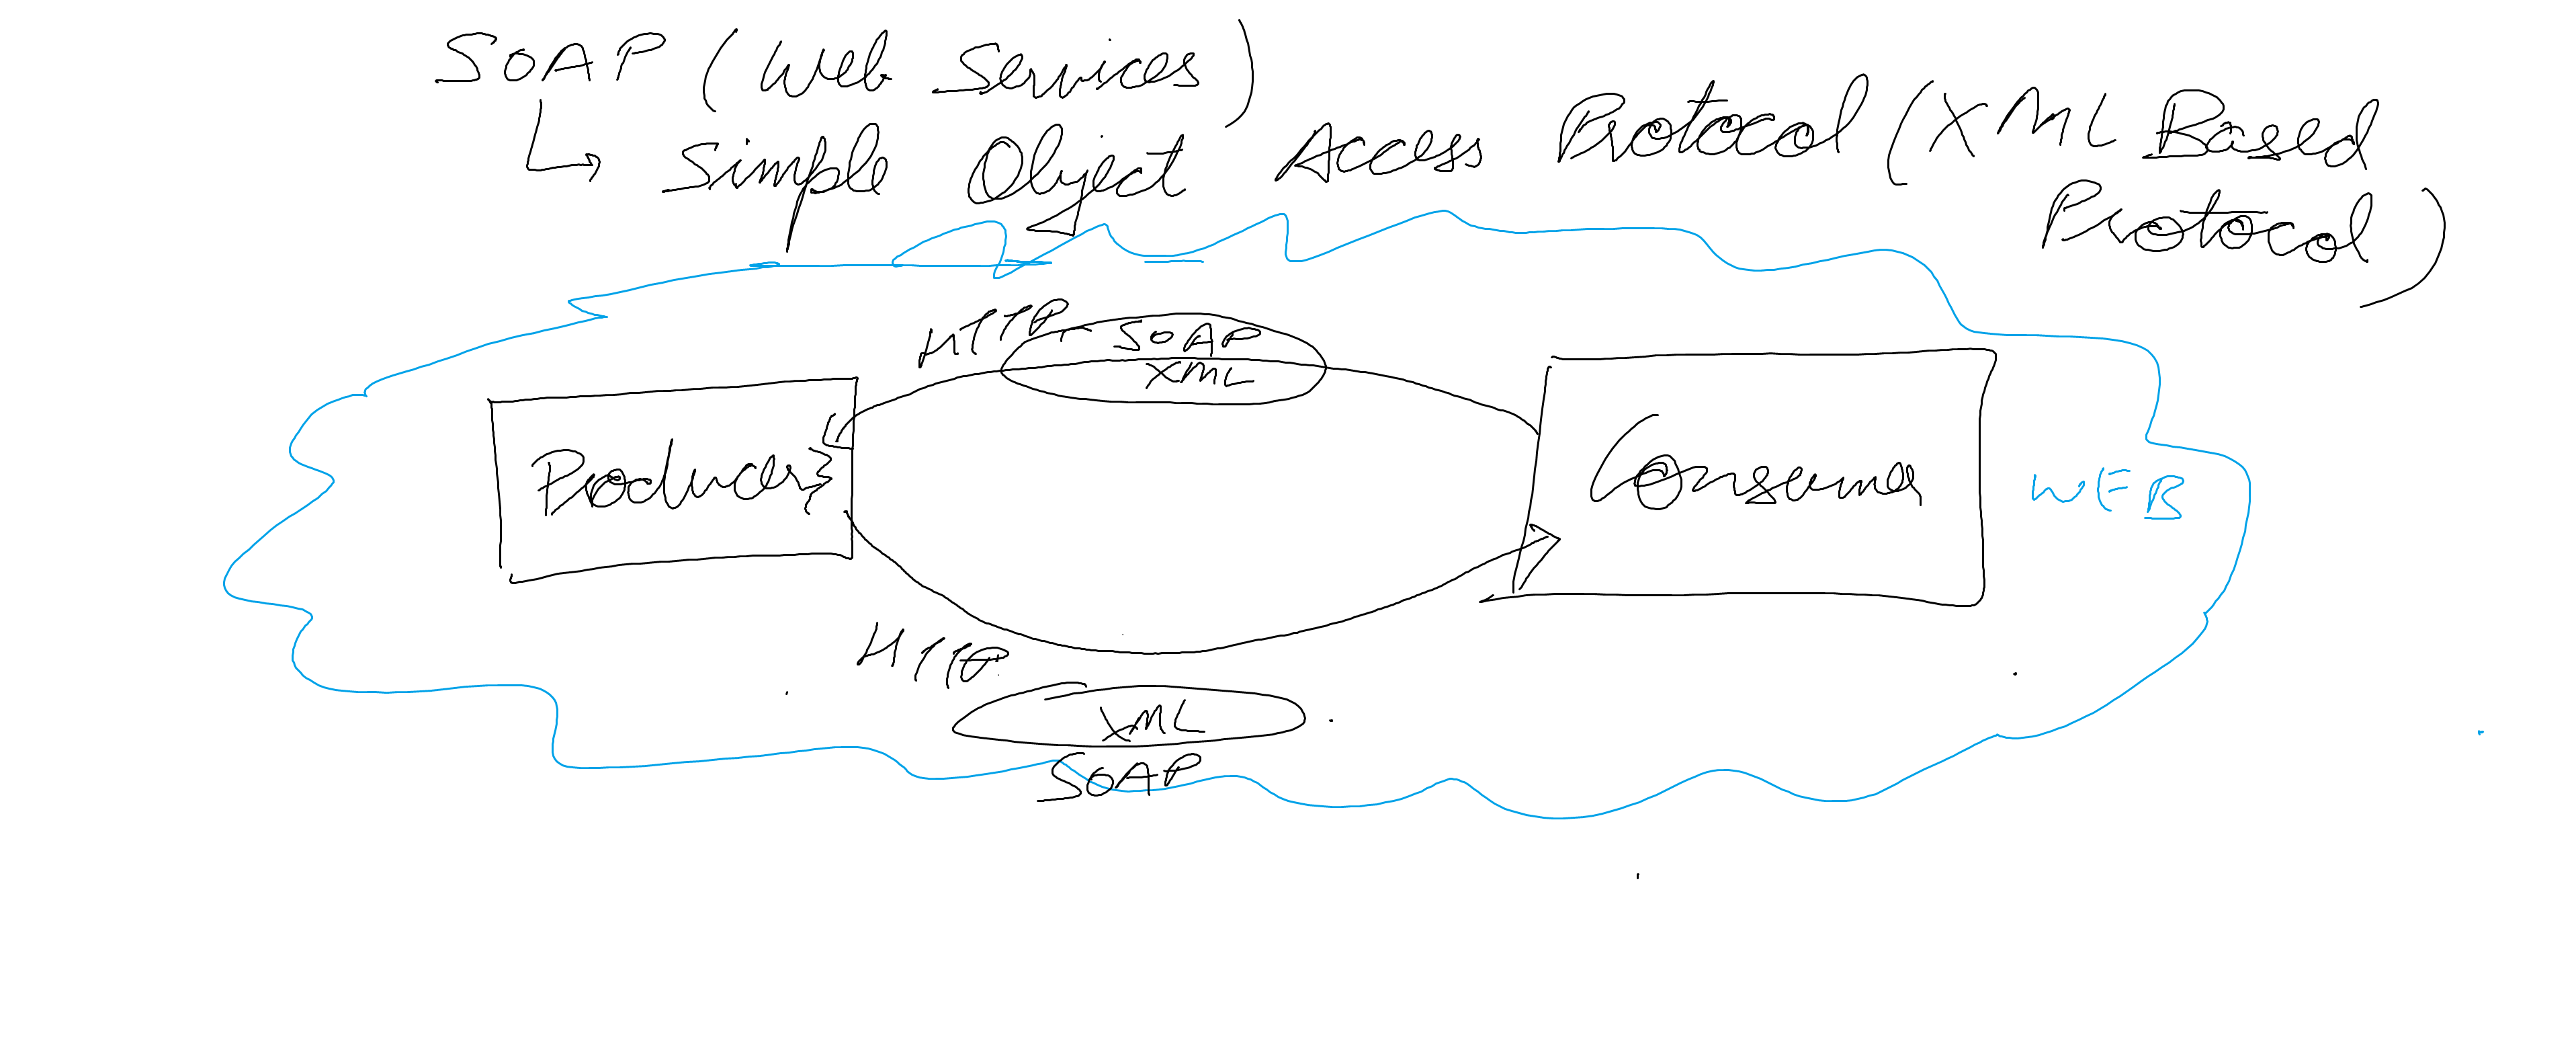 SOAP (Web Services)
Simple Object Access Protocol (XML Based
Protocol)
HTTP SOAP
XML
Producer
Consumer
WEB
HTTP
XML
SOAP